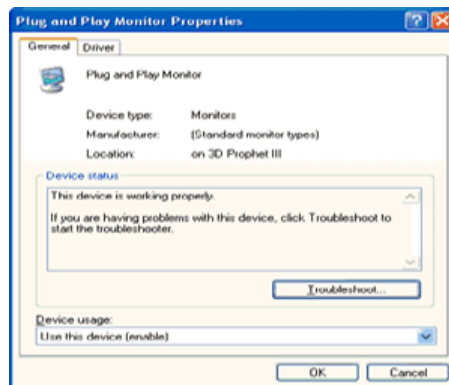 Plug and Play Monitor Properties
General Driver
Plug and Play Monitor
Device type: Monitors
Manufacturer: (Standard monitor types)
Location: on 3D Prophet III
Device status
This device is working properly.
If you are having problems with this device, click Troubleshoot to
start the troubleshooter.
Troubleshoot...
Device usage:
Use this device (enable)
OK Cancel